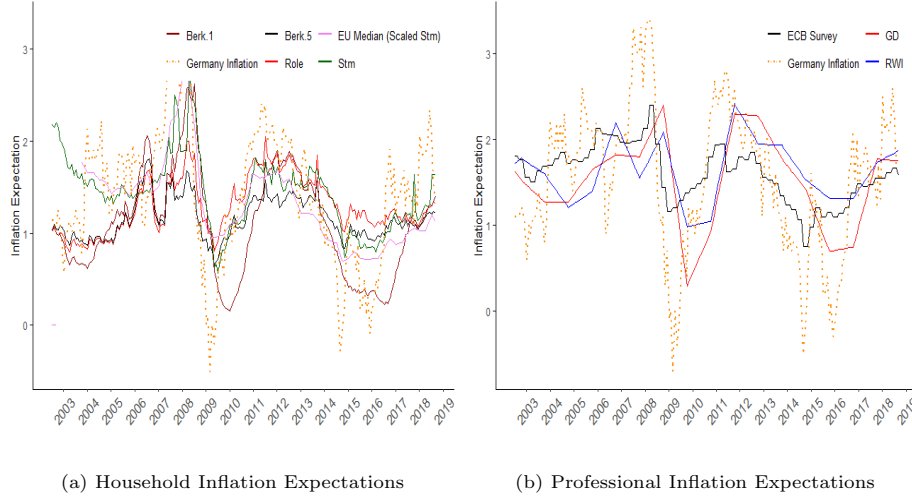 Berk.1 Berk.5 EU Median (Scaled Stm)
Germany Inflation Role Stm
Inflation Expectation
3
2
1
0
2003 2004 2005 2006 2007 2008 2009 2010 2011 2012 2013 2014 2015 2016 2017 2018 2019
(a) Household Inflation Expectations
ECB Survey GD
Germany Inflation RWI
Inflation Expectation
3
2
1
0
2003 2004 2005 2006 2007 2008 2009 2010 2011 2012 2013 2014 2015 2016 2017 2018 2019
(b) Professional Inflation Expectations